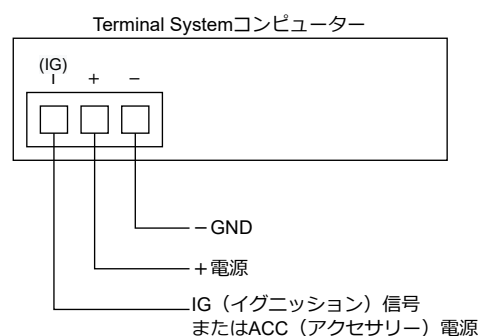 Terminal Systemコンピューター
(IG)
I + −
−GND
+電源
IG（イグニッション）信号
またはACC（アクセサリー）電源